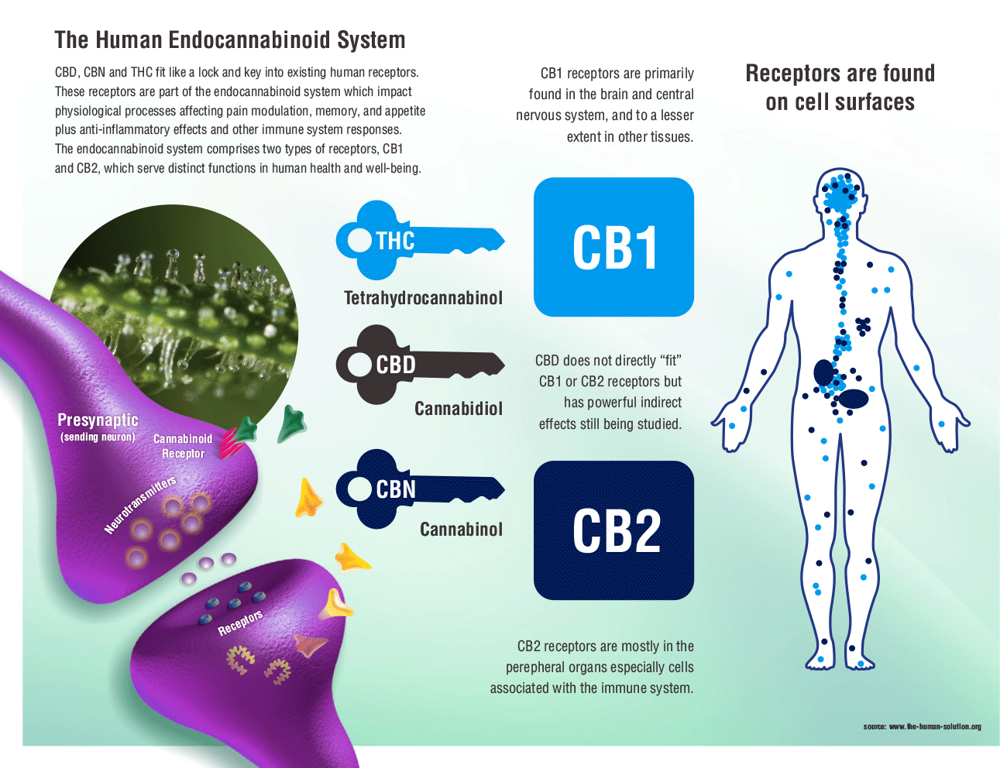 The Human Endocannabinoid System
CBD, CBN and THC fit like a lock and key into existing human receptors.
These receptors are part of the endocannabinoid system which impact
physiological processes affecting pain modulation, memory, and appetite
plus anti-inflammatory effects and other immune system responses.
The endocannabinoid system comprises two types of receptors, CB1
and CB2, which serve distinct functions in human health and well-being.
CB1 receptors are primarily
found in the brain and central
nervous system, and to a lesser
extent in other tissues.
Receptors are found
on cell surfaces
THC
Tetrahydrocannabinol
CB1
CBD
Cannabidiol
CBD does not directly “fit”
CB1 or CB2 receptors but
has powerful indirect
effects still being studied.
Presynaptic
(sending neuron)
Cannabinoid
Receptor
Neurotransmitters
CBN
Cannabinol
CB2
Receptors
CB2 receptors are mostly in the
perepheral organs especially cells
associated with the immune system.
source: www.the-human-solution.org